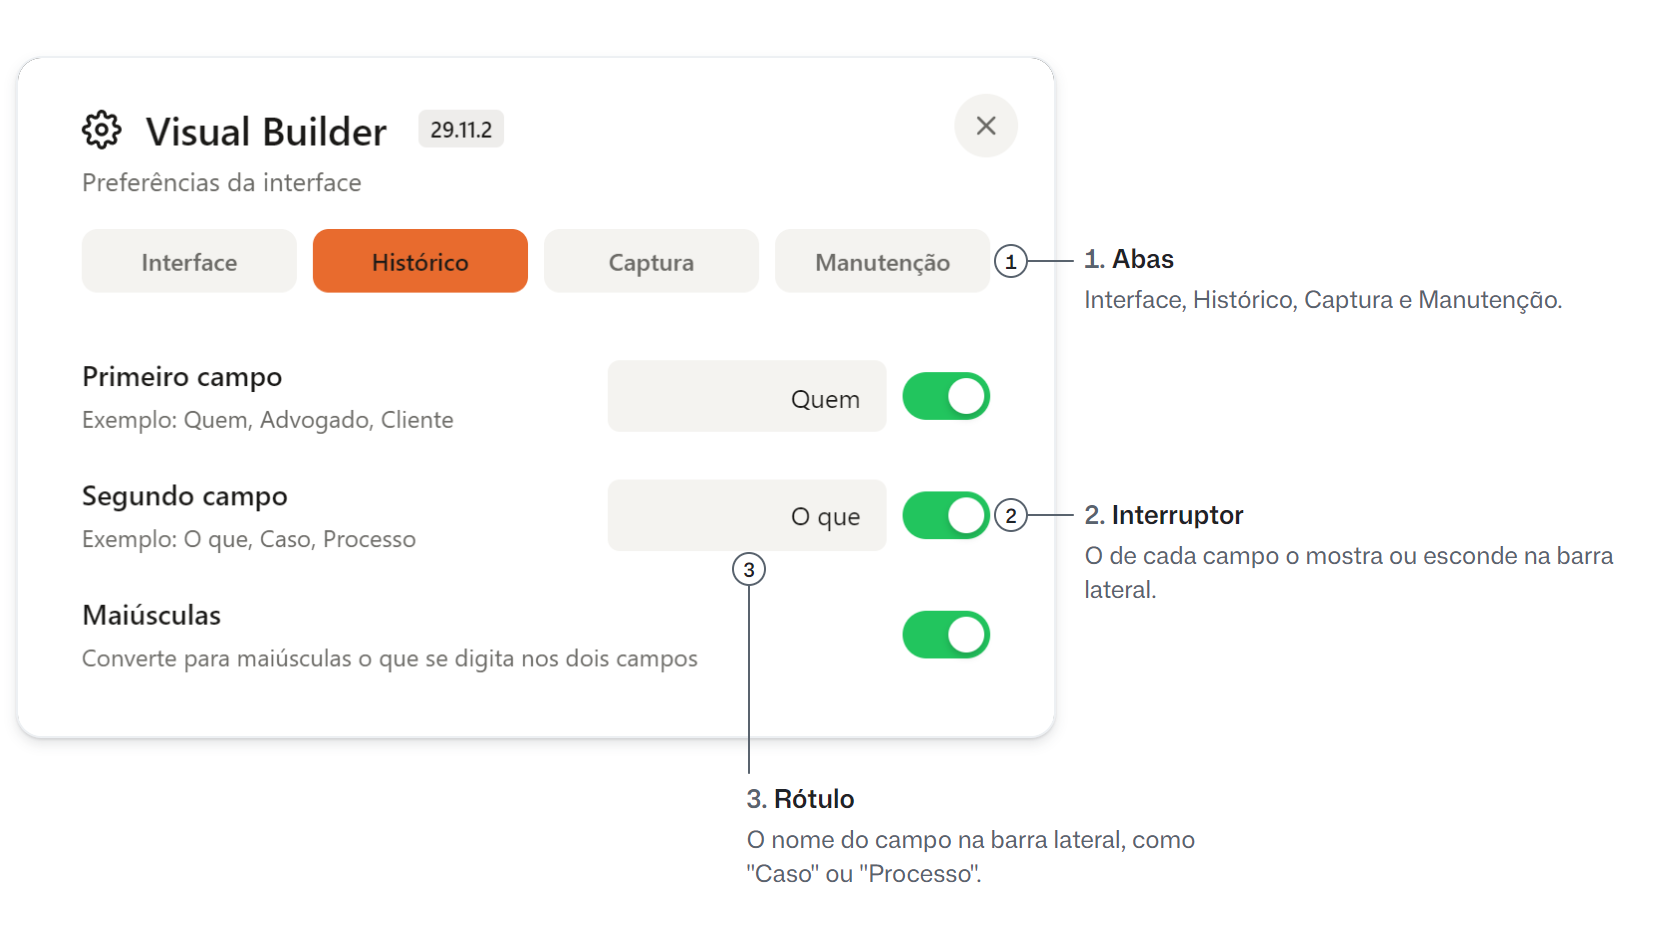 Visual Builder 29.11.2
Preferências da interface
Interface Histórico Captura Manutenção
1
1. Abas
Interface, Histórico, Captura e Manutenção.
Primeiro campo
Exemplo: Quem, Advogado, Cliente
Quem
Segundo campo
Exemplo: O que, Caso, Processo
O que
2
2. Interruptor
O de cada campo o mostra ou esconde na barra
lateral.
3
Maiúsculas
Converte para maiúsculas o que se digita nos dois campos
3. Rótulo
O nome do campo na barra lateral, como
"Caso" ou "Processo".